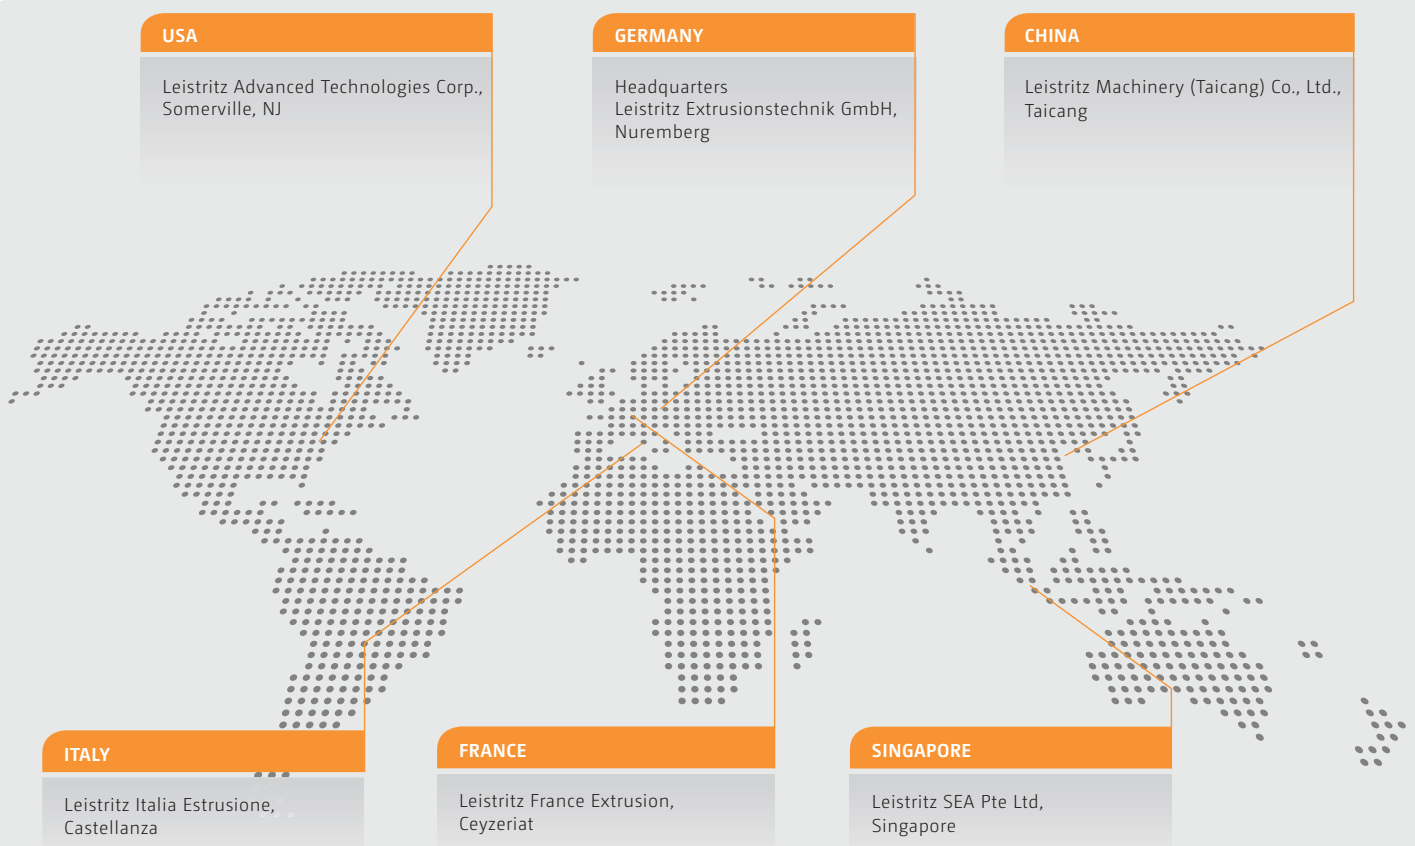 USA
Leistritz Advanced Technologies Corp.,
Somerville, NJ
GERMANY
Headquarters
Leistritz Extrusionstechnik GmbH,
Nuremberg
CHINA
Leistritz Machinery (Taicang) Co., Ltd.,
Taicang
ITALY
Leistritz Italia Estrusione,
Castellanza
FRANCE
Leistritz France Extrusion,
Ceyzeriat
SINGAPORE
Leistritz SEA Pte Ltd,
Singapore